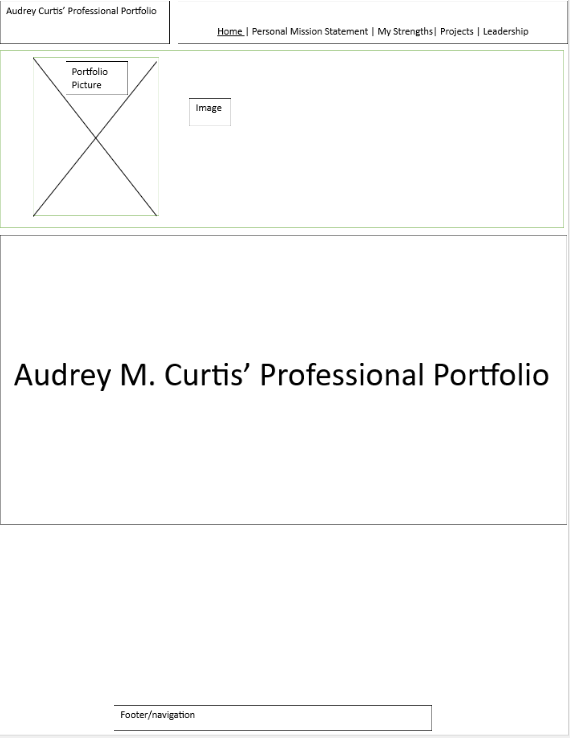 Audrey Curtis’ Professional Portfolio
Home | Personal Mission Statement | My Strengths| Projects | Leadership
Portfolio
Picture
Image
Audrey M. Curtis’ Professional Portfolio
Footer/navigation